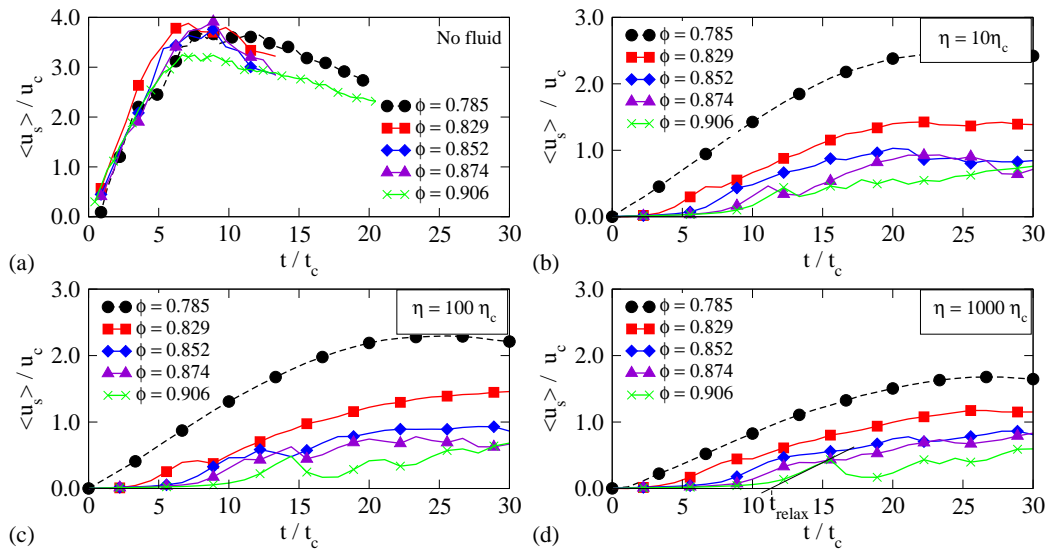 4.0
3.0
2.0
1.0
0.0
<u_s> / u_c
No fluid
ϕ = 0.785
ϕ = 0.829
ϕ = 0.852
ϕ = 0.874
ϕ = 0.906
0 5 10 15 20 25 30
t / t_c
(a)
3.0
2.0
1.0
0.0
<u_s> / u_c
ϕ = 0.785
ϕ = 0.829
ϕ = 0.852
ϕ = 0.874
ϕ = 0.906
η = 10η_c
0 5 10 15 20 25 30
t / t_c
(b)
3.0
2.0
1.0
0.0
<u_s> / u_c
ϕ = 0.785
ϕ = 0.829
ϕ = 0.852
ϕ = 0.874
ϕ = 0.906
η = 100 η_c
0 5 10 15 20 25 30
t / t_c
(c)
3.0
2.0
1.0
0.0
<u_s> / u_c
ϕ = 0.785
ϕ = 0.829
ϕ = 0.852
ϕ = 0.874
ϕ = 0.906
η = 1000 η_c
0 5 10 15 20 25 30
t_relax
t / t_c
(d)